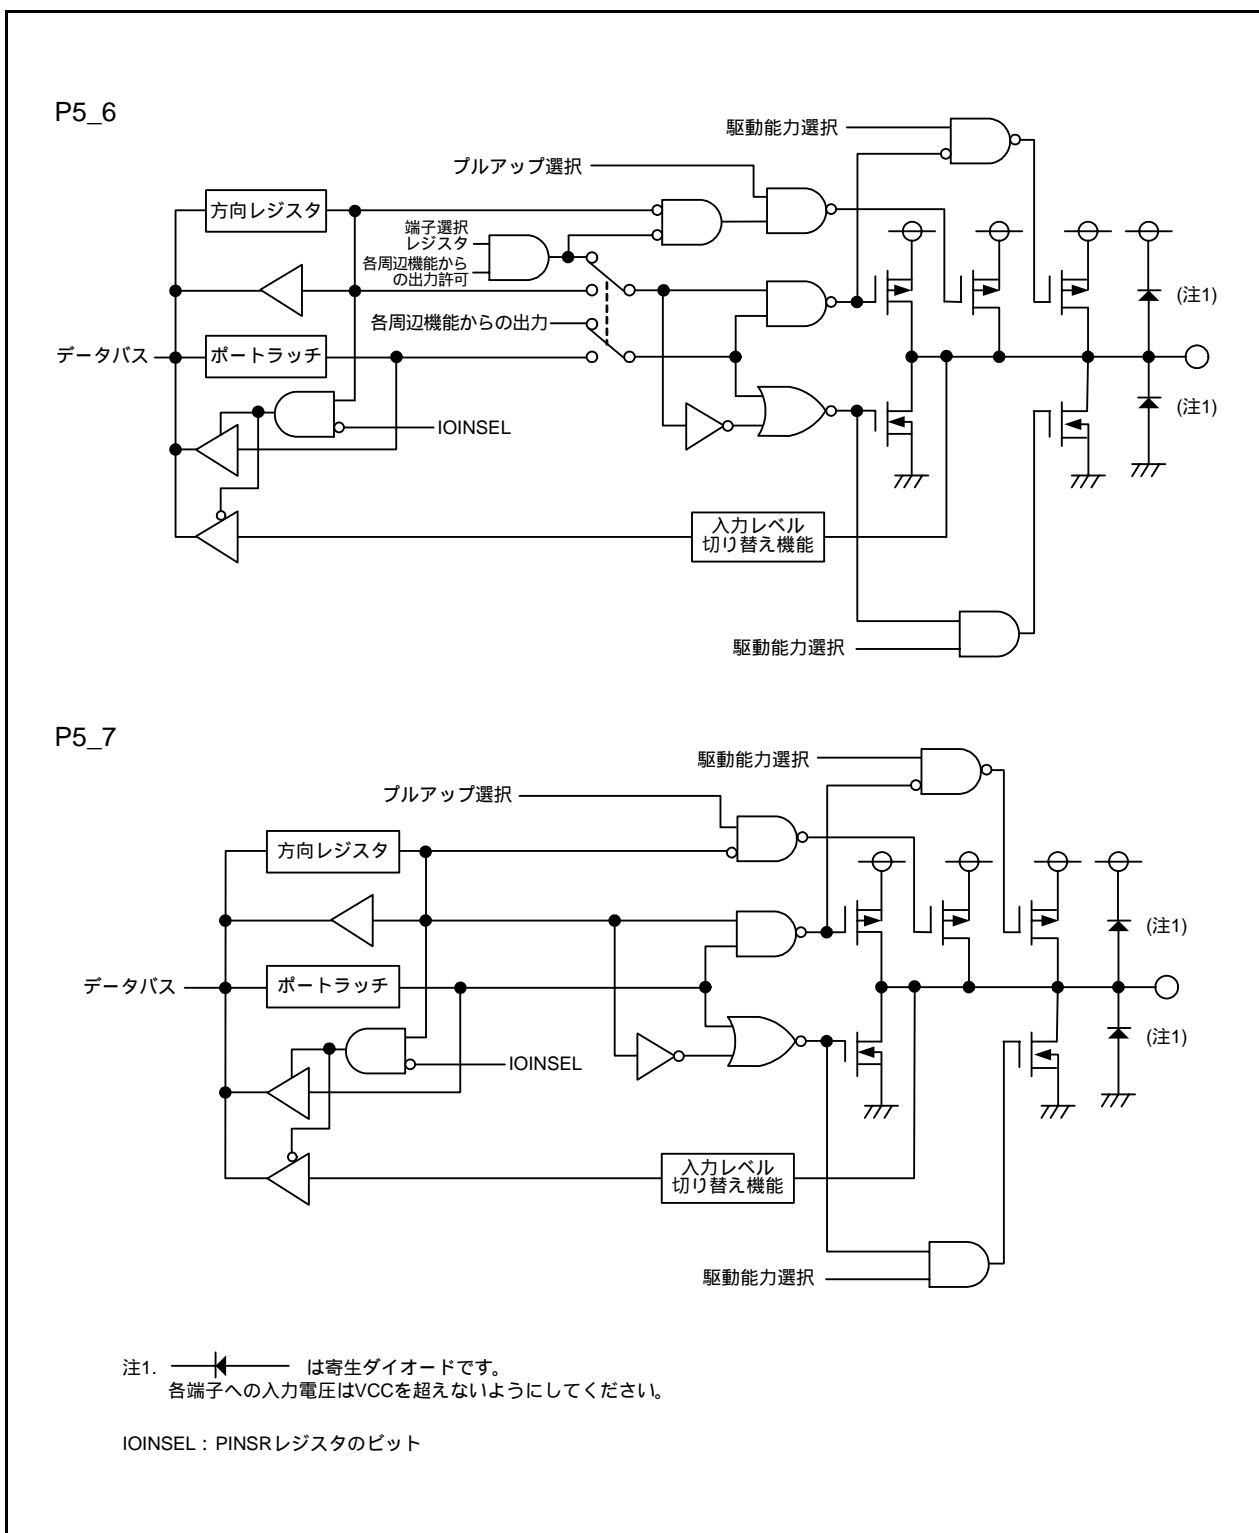 P5_6
駆動能力選択
プルアップ選択
方向レジスタ
端子選択
レジスタ
各周辺機能から
の出力許可
(注1)
各周辺機能からの出力
データバス
ポートラッチ
(注1)
IOINSEL
入力レベル
切り替え機能
駆動能力選択
P5_7
駆動能力選択
プルアップ選択
方向レジスタ
(注1)
データバス
ポートラッチ
(注1)
IOINSEL
入力レベル
切り替え機能
駆動能力選択
注1. は寄生ダイオードです。
各端子への入力電圧はVCCを超えないようにしてください。
IOINSEL : PINSRレジスタのビット